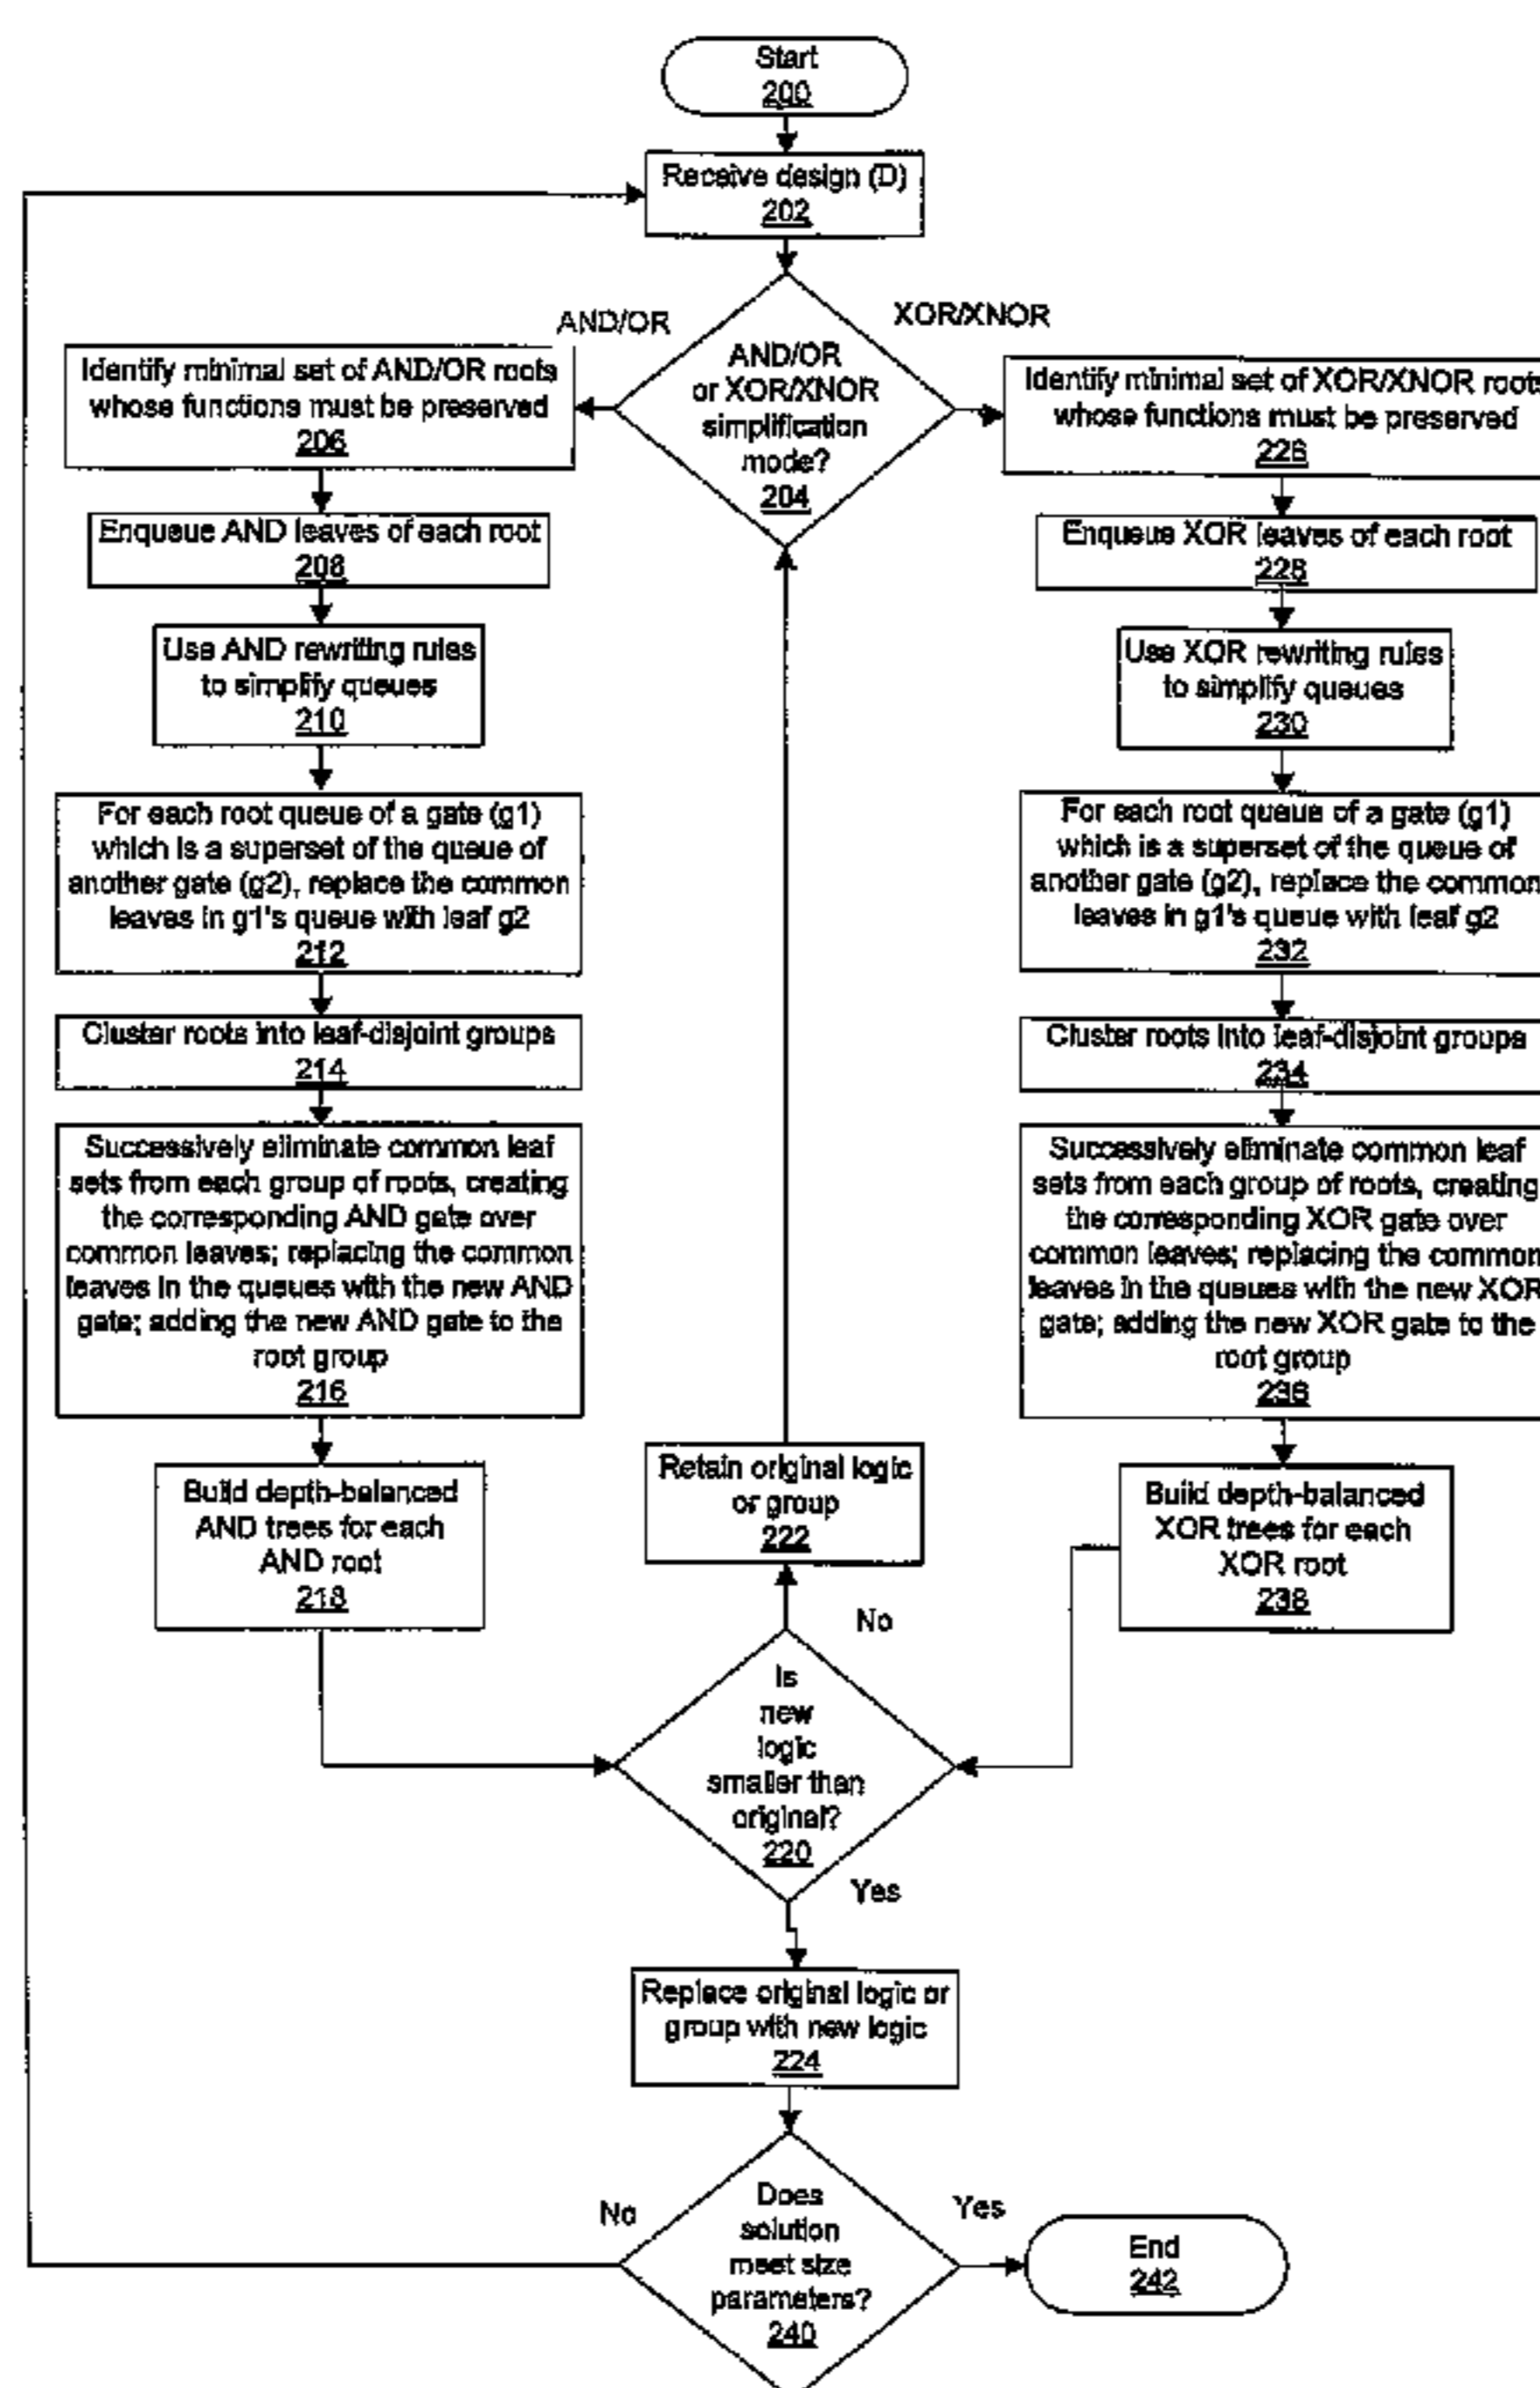 Start
200
Receive design (D)
202
AND/OR
XOR/XNOR
AND/OR
or XOR/XNOR
simplification
mode?
204
Identify minimal set of AND/OR roots
whose functions must be preserved
206
Enqueue AND leaves of each root
208
Use AND rewriting rules
to simplify queues
210
For each root queue of a gate (g1)
which is a superset of the queue of
another gate (g2), replace the common
leaves in g1's queue with leaf g2
212
Cluster roots into leaf-disjoint groups
214
Successively eliminate common leaf
sets from each group of roots, creating
the corresponding AND gate over
common leaves; replacing the common
leaves in the queues with the new AND
gate; adding the new AND gate to the
root group
216
Build depth-balanced
AND trees for each
AND root
218
Identify minimal set of XOR/XNOR roots
whose functions must be preserved
226
Enqueue XOR leaves of each root
228
Use XOR rewriting rules
to simplify queues
230
For each root queue of a gate (g1)
which is a superset of the queue of
another gate (g2), replace the common
leaves in g1's queue with leaf g2
232
Cluster roots into leaf-disjoint groups
234
Successively eliminate common leaf
sets from each group of roots, creating
the corresponding XOR gate over
common leaves; replacing the common
leaves in the queues with the new XOR
gate; adding the new XOR gate to the
root group
236
Build depth-balanced
XOR trees for each
XOR root
238
Retain original logic
or group
222
No
Is
new
logic
smaller than
original?
220
Yes
Replace original logic or
group with new logic
224
No
Does
solution
meet size
parameters?
240
Yes
End
242